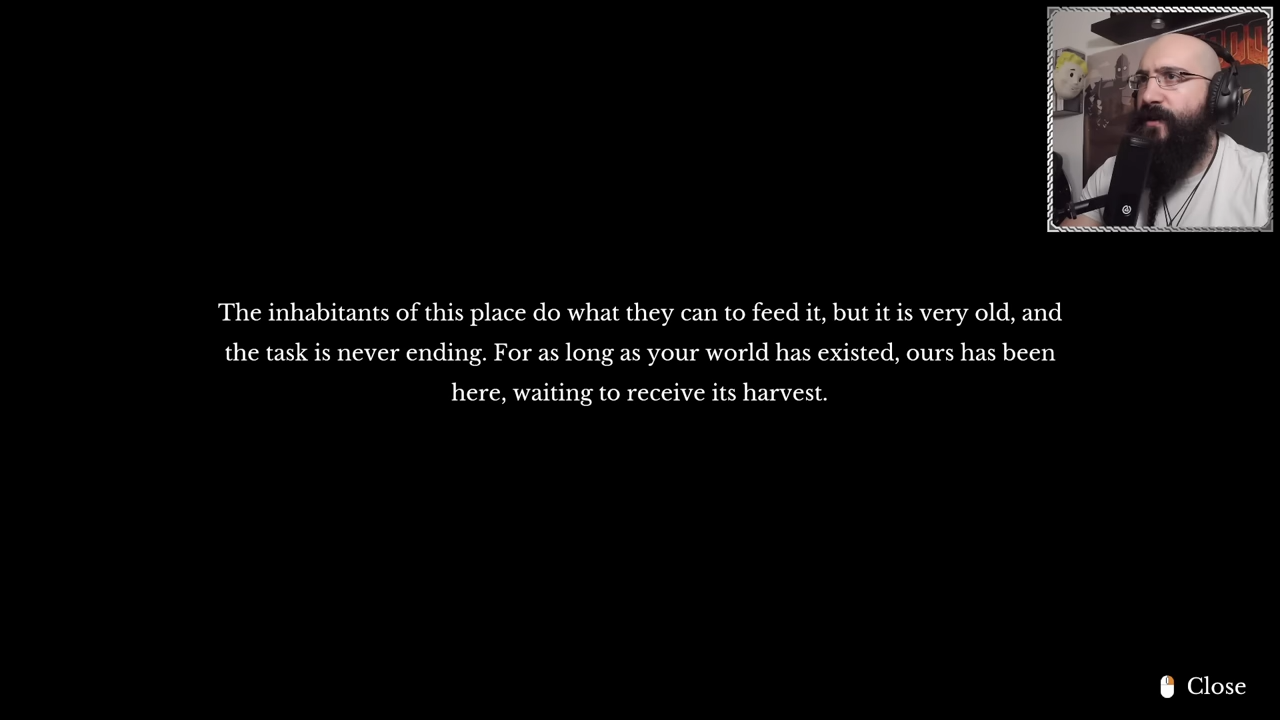 The inhabitants of this place do what they can to feed it, but it is very old, and
the task is never ending. For as long as your world has existed, ours has been
here, waiting to receive its harvest.
Close